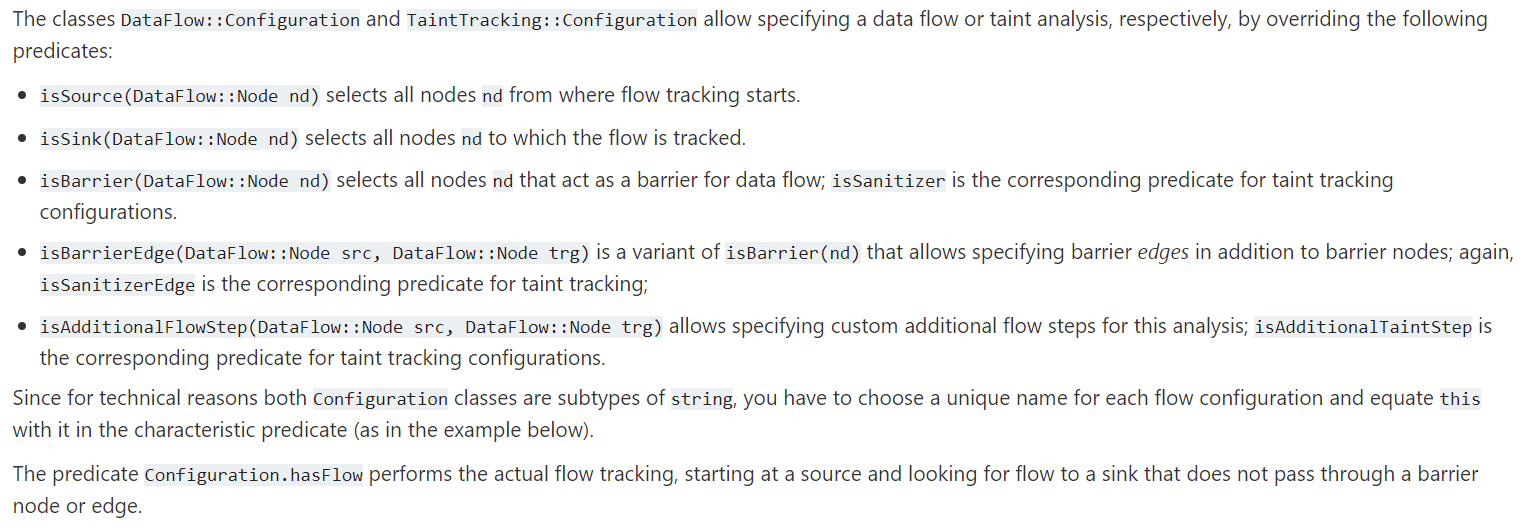 The classes DataFlow::Configuration and TaintTracking::Configuration allow specifying a data flow or taint analysis, respectively, by overriding the following
predicates:
• isSource(DataFlow::Node nd) selects all nodes nd from where flow tracking starts.
• isSink(DataFlow::Node nd) selects all nodes nd to which the flow is tracked.
• isBarrier(DataFlow::Node nd) selects all nodes nd that act as a barrier for data flow; isSanitizer is the corresponding predicate for taint tracking
configurations.
• isBarrierEdge(DataFlow::Node src, DataFlow::Node trg) is a variant of isBarrier(nd) that allows specifying barrier edges in addition to barrier nodes; again,
isSanitizerEdge is the corresponding predicate for taint tracking;
• isAdditionalFlowStep(DataFlow::Node src, DataFlow::Node trg) allows specifying custom additional flow steps for this analysis; isAdditionalTaintStep is
the corresponding predicate for taint tracking configurations.
Since for technical reasons both Configuration classes are subtypes of string, you have to choose a unique name for each flow configuration and equate this
with it in the characteristic predicate (as in the example below).
The predicate Configuration.hasFlow performs the actual flow tracking, starting at a source and looking for flow to a sink that does not pass through a barrier
node or edge.